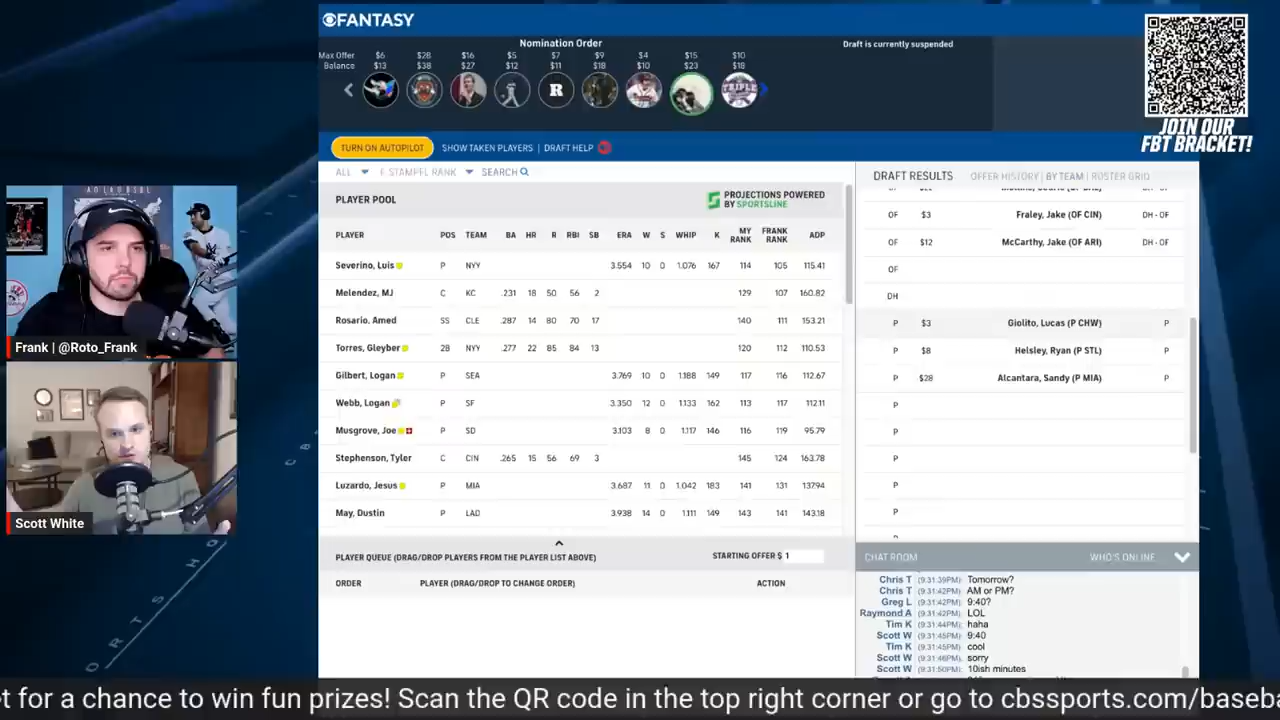 FANTASY
Nomination Order
Draft is currently suspended
Max Offer $6 $28 $16 $5 $7 $9 $4 $15 $10
Balance $13 $38 $27 $12 $11 $18 $10 $23 $18
R
TRIPLE
JOIN OUR
FBT BRACKET!
TURN ON AUTOPILOT SHOW TAKEN PLAYERS | DRAFT HELP
ALL F STAMPFL RANK SEARCH
DRAFT RESULTS OFFER HISTORY | BY TEAM | ROSTER GRID
PLAYER POOL
PROJECTIONS POWERED
BY SPORTSLINE
PLAYER POS TEAM BA HR R RBI SB ERA W S WHIP K MY RANK FRANK RANK ADP
Severino, Luis P NYY 3.554 10 0 1.076 167 114 105 115.41
Melendez, MJ C KC .231 18 50 56 2 129 107 160.82
Rosario. Amed SS CLE .287 14 80 70 17 140 111 153.21
Torres, Gleyber 2B NYY .277 22 85 84 13 120 112 110.53
Gilbert, Logan P SEA 3.769 10 0 1.188 149 117 116 112.67
Webb, Logan P SF 3.350 12 0 1.133 162 113 117 112.11
Musgrove, Joe P SD 3.103 8 0 1.117 146 116 119 95.79
Stephenson, Tyler C CIN .265 15 56 69 3 145 124 163.78
Luzardo, Jesus P MIA 3.687 11 0 1.042 183 141 131 137.94
May, Dustin P LAD 3.938 14 0 1.111 149 143 141 143.18
OF $3 Fraley, Jake (OF CIN) DH - OF
OF $12 McCarthy, Jake (OF ARI) DH - OF
OF
DH
P $3 Giolito, Lucas (P CHW) P
P $8 Helsley, Ryan (P STL) P
P $28 Alcantara, Sandy (P MIA) P
P
P
P
P
P
PLAYER QUEUE (DRAG/DROP PLAYERS FROM THE PLAYER LIST ABOVE) STARTING OFFER $ 1
ORDER PLAYER (DRAG/DROP TO CHANGE ORDER) ACTION
CHAT ROOM WHO'S ONLINE
Chris T (9:31:39PM): Tomorrow?
Chris T (9:31:42PM): AM or PM?
Greg L (9:31:42PM): 9:40?
Raymond A (9:31:42PM): LOL
Tim K (9:31:44PM): haha
Scott W (9:31:45PM): 9:40
Tim K (9:31:45PM): cool
Scott W (9:31:46PM): sorry
Scott W (9:31:50PM): 10ish minutes
Frank | @Roto_Frank
Scott White
et for a chance to win fun prizes! Scan the QR code in the top right corner or go to cbssports.com/baseba